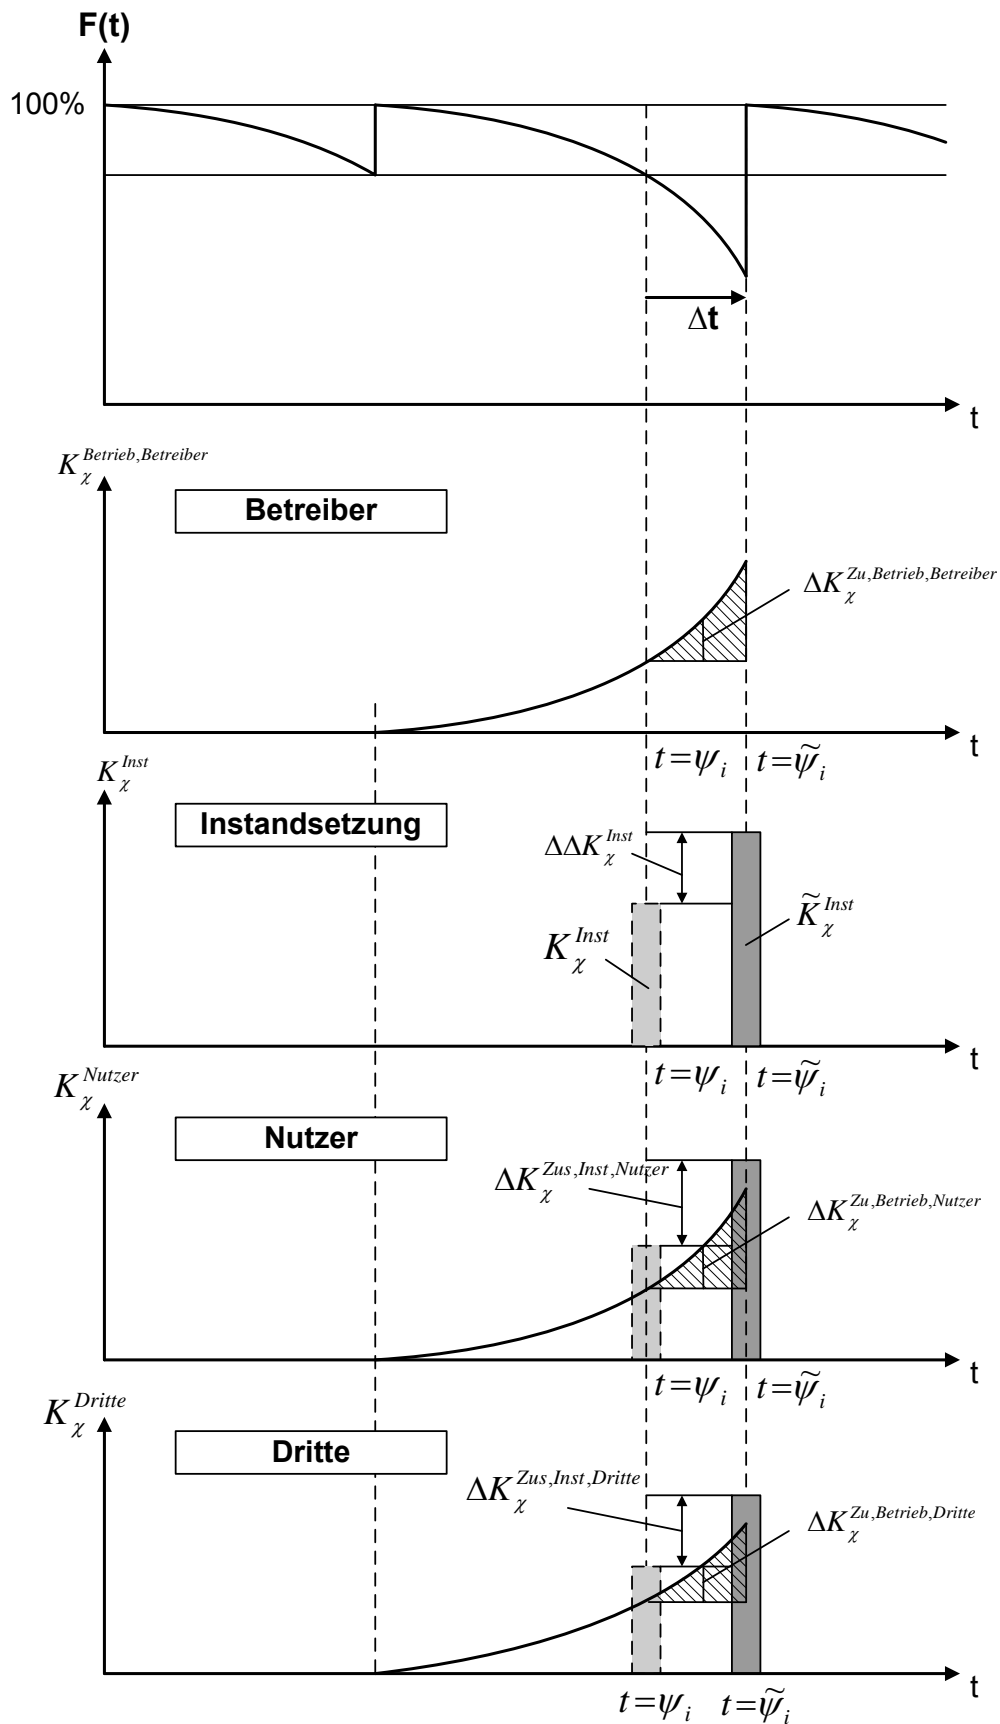 F(t)
100%
Δt
t
K_χ^{Betrieb,Betreiber}
Betreiber
ΔK_χ^{Zu,Betrieb,Betreiber}
t=ψ_i t=ψ̃_i t
K_χ^{Inst}
Instandsetzung
ΔΔK_χ^{Inst}
K̃_χ^{Inst}
K_χ^{Inst}
t
t=ψ_i t=ψ̃_i
K_χ^{Nutzer}
Nutzer
ΔK_χ^{Zus,Inst,Nutzer}
ΔK_χ^{Zu,Betrieb,Nutzer}
t
t=ψ_i t=ψ̃_i
K_χ^{Dritte}
Dritte
ΔK_χ^{Zus,Inst,Dritte}
ΔK_χ^{Zu,Betrieb,Dritte}
t
t=ψ_i t=ψ̃_i